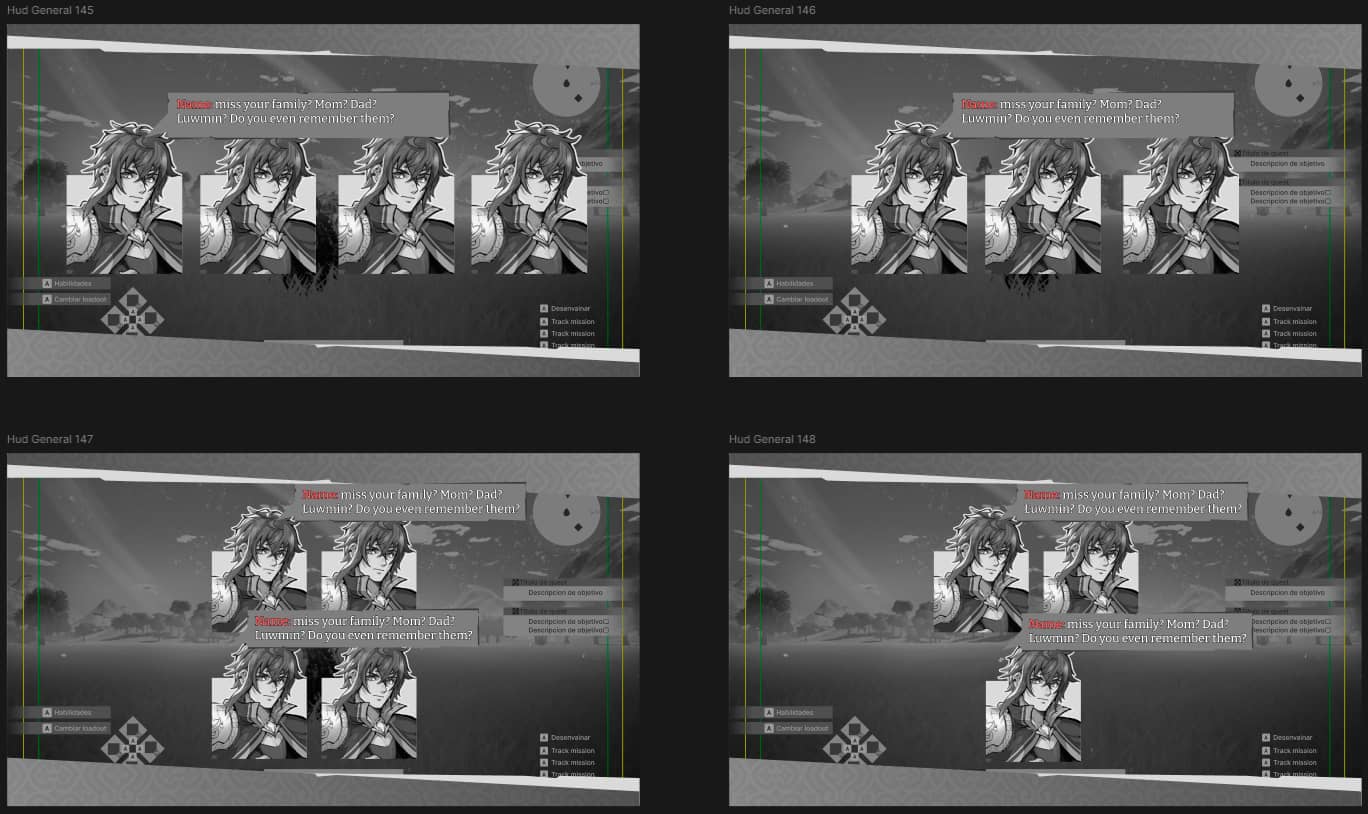 Hud General 145
Name: miss your family? Mom? Dad?
Luwmin? Do you even remember them?
objetivo
etivo
etivo
A Habilidades
A Cambiar loadout
A
A A
A
A Desenvainar
A Track mission
A Track mission
A Track mission
Hud General 146
Name: miss your family? Mom? Dad?
Luwmin? Do you even remember them?
Titulo de quest
Descripcion de objetivo
Titulo de quest
Descripcion de objetivo
Descripcion de objetivo
A Habilidades
A Cambiar loadout
A
A A
A
A Desenvainar
A Track mission
A Track mission
A Track mission
Hud General 147
Name: miss your family? Mom? Dad?
Luwmin? Do you even remember them?
Titulo de quest
Descripcion de objetivo
Titulo de quest
Name: miss your family? Mom? Dad?
Luwmin? Do you even remember them?
Descripcion de objetivo
Descripcion de objetivo
A Habilidades
A Cambiar loadout
A
A A
A
A Desenvainar
A Track mission
A Track mission
A Track mission
Hud General 148
Name: miss your family? Mom? Dad?
Luwmin? Do you even remember them?
Titulo de quest
Descripcion de objetivo
Titulo de quest
Name: miss your family? Mom? Dad?
Luwmin? Do you even remember them?
Descripcion de objetivo
Descripcion de objetivo
A Habilidades
A Cambiar loadout
A
A A
A
A Desenvainar
A Track mission
A Track mission
A Track mission